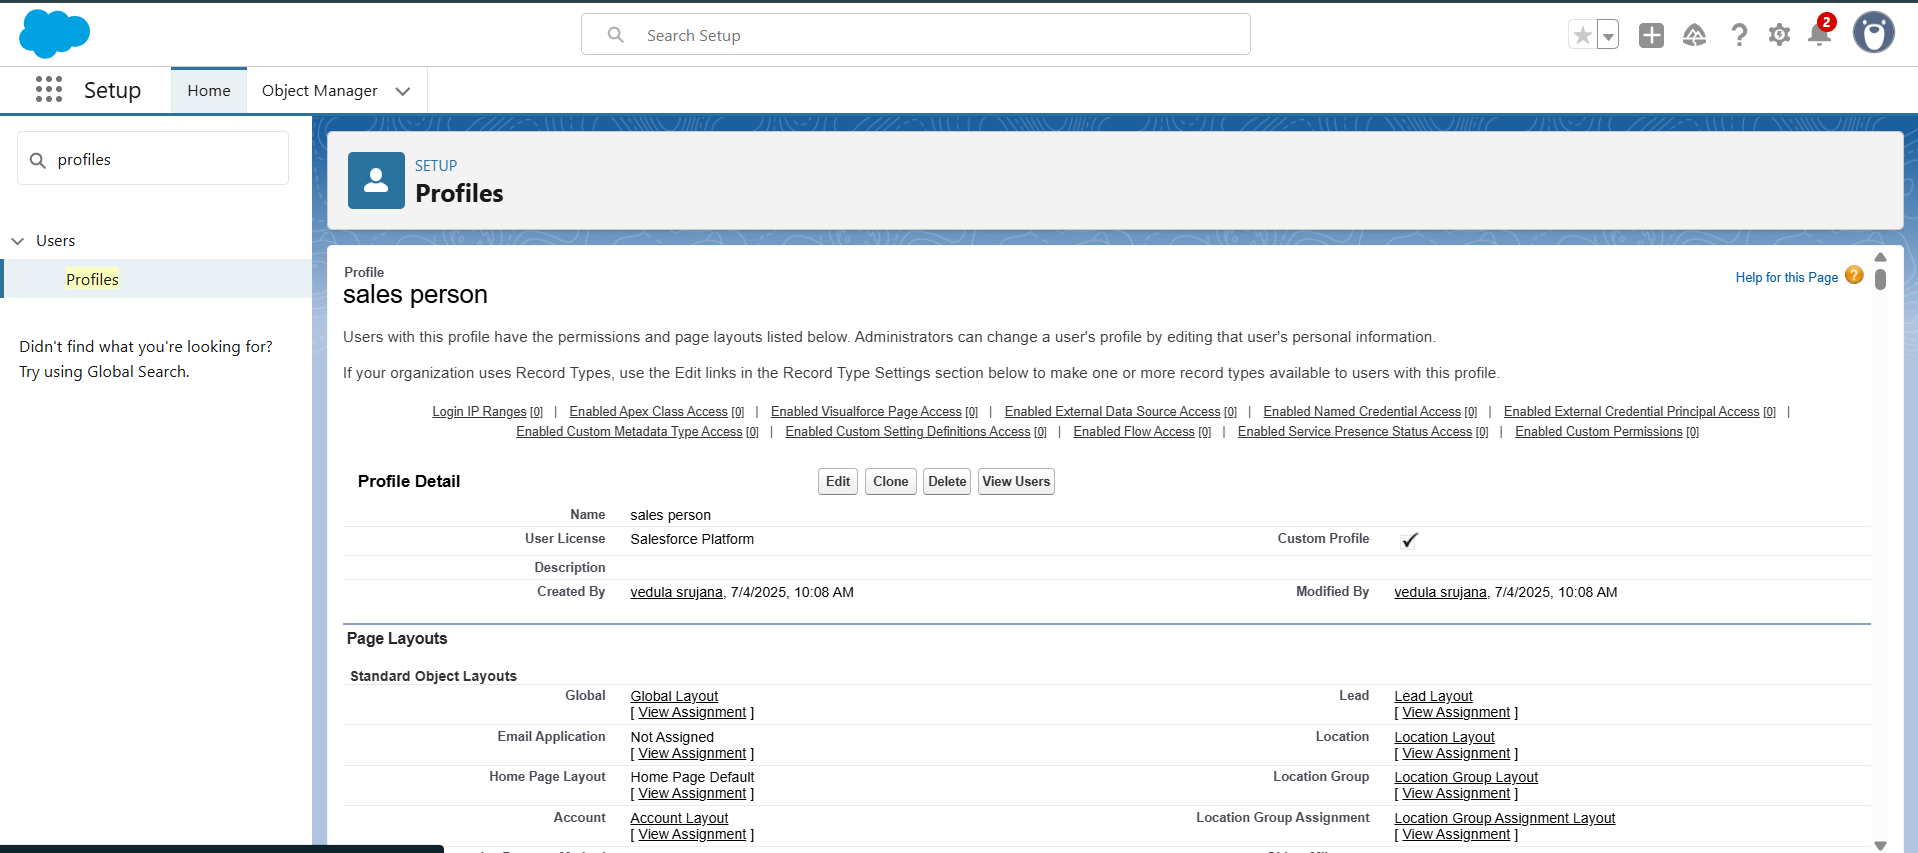 Search Setup
2
Setup
Home
Object Manager
profiles
Users
Profiles
Didn't find what you're looking for?
Try using Global Search.
SETUP
Profiles
Profile
sales person
Help for this Page
Users with this profile have the permissions and page layouts listed below. Administrators can change a user's profile by editing that user's personal information.
If your organization uses Record Types, use the Edit links in the Record Type Settings section below to make one or more record types available to users with this profile.
Login IP Ranges [0] | Enabled Apex Class Access [0] | Enabled Visualforce Page Access [0] | Enabled External Data Source Access [0] | Enabled Named Credential Access [0] | Enabled External Credential Principal Access [0] |
Enabled Custom Metadata Type Access [0] | Enabled Custom Setting Definitions Access [0] | Enabled Flow Access [0] | Enabled Service Presence Status Access [0] | Enabled Custom Permissions [0]
Profile Detail Edit Clone Delete View Users
Name sales person
User License Salesforce Platform Custom Profile
Description
Created By vedula srujana, 7/4/2025, 10:08 AM Modified By vedula srujana, 7/4/2025, 10:08 AM
Page Layouts
Standard Object Layouts
Global Global Layout Lead Lead Layout
[ View Assignment ] [ View Assignment ]
Email Application Not Assigned Location Location Layout
[ View Assignment ] [ View Assignment ]
Home Page Layout Home Page Default Location Group Location Group Layout
[ View Assignment ] [ View Assignment ]
Account Account Layout Location Group Assignment Location Group Assignment Layout
[ View Assignment ] [ View Assignment ]